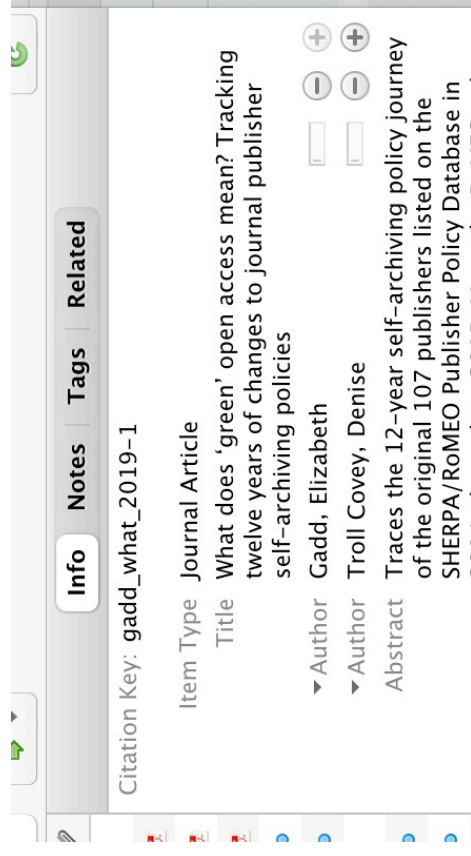 Info Notes Tags Related
Citation Key: gadd_what_2019-1
Item Type Journal Article
Title What does ‘green’ open access mean? Tracking
twelve years of changes to journal publisher
self-archiving policies
Author Gadd, Elizabeth
Author Troll Covey, Denise
Abstract Traces the 12-year self-archiving policy journey
of the original 107 publishers listed on the
SHERPA/RoMEO Publisher Policy Database in